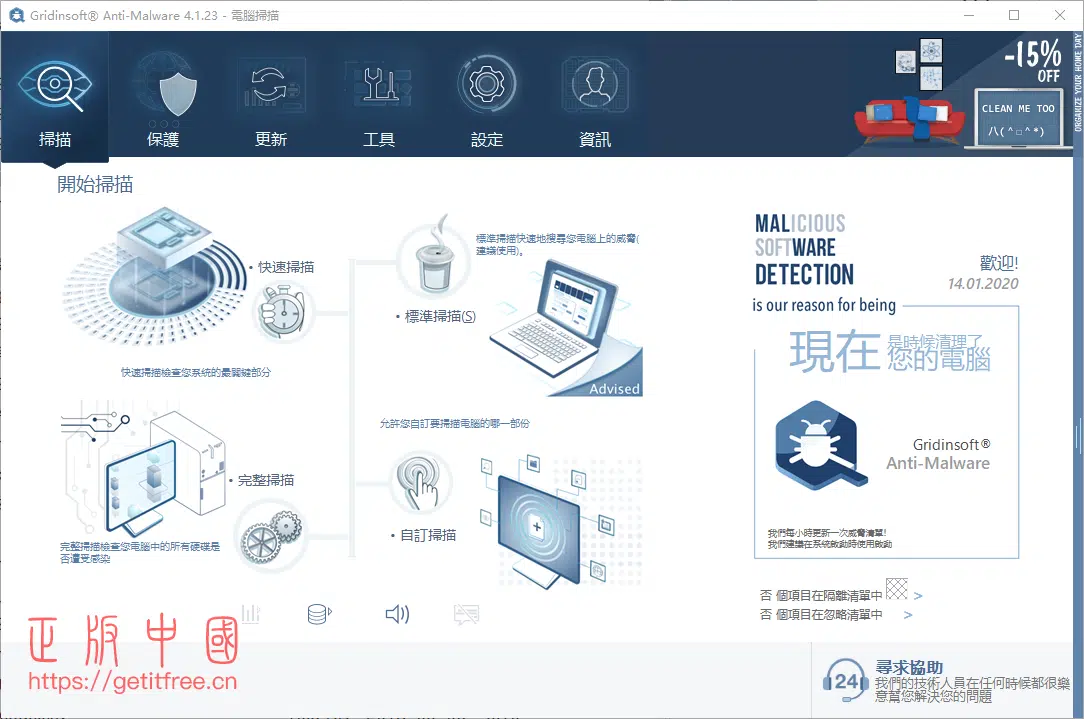 Gridinsoft® Anti-Malware 4.1.23 - 電腦掃描
掃描
保護
更新
工具
設定
資訊
-15%
OFF
CLEAN ME TOO
/\( ^ □ ^ *)
ORGANIZE YOUR HOME DAY
開始掃描
• 快速掃描
快速掃描檢查您系統的最關鍵部分
標準掃描快速地搜尋您電腦上的威脅(
建議使用)。
• 標準掃描(S)
Advised
• 完整掃描
完整掃描檢查您電腦中的所有硬碟是
否遭受感染
允許您自訂要掃描電腦的哪一部份
• 自訂掃描
MALICIOUS
SOFTWARE
DETECTION
is our reason for being
歡迎!
14.01.2020
現在
是時候清理了
您的電腦
Gridinsoft®
Anti-Malware
我們每小時更新一次威脅清單!
我們建議在系統啟動時使用啟動
否 個項目在隔離清單中 >
否 個項目在忽略清單中 >
正版中國
https://getitfree.cn
24
尋求協助
我們的技術人員在任何時候都很樂
意幫您解決您的問題